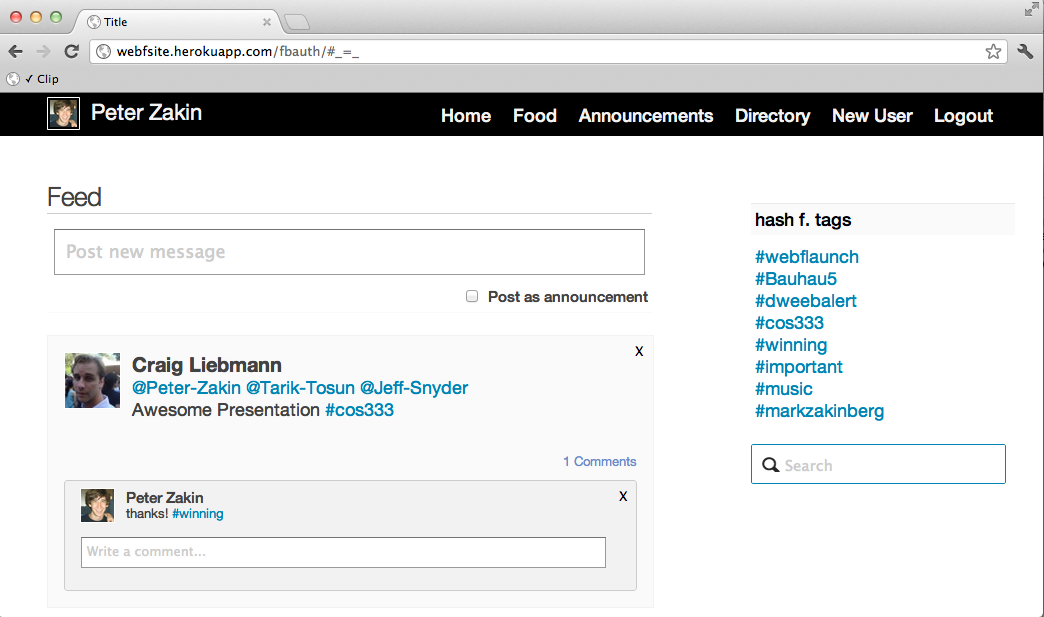 Title
webfsite.herokuapp.com/fbauth/#_=_
✓ Clip
Peter Zakin
Home Food Announcements Directory New User Logout
Feed
Post new message
Post as announcement
X
Craig Liebmann
@Peter-Zakin @Tarik-Tosun @Jeff-Snyder
Awesome Presentation #cos333
1 Comments
Peter Zakin
X
thanks! #winning
Write a comment...
hash f. tags
#webflaunch
#Bauhau5
#dweebalert
#cos333
#winning
#important
#music
#markzakinberg
Search